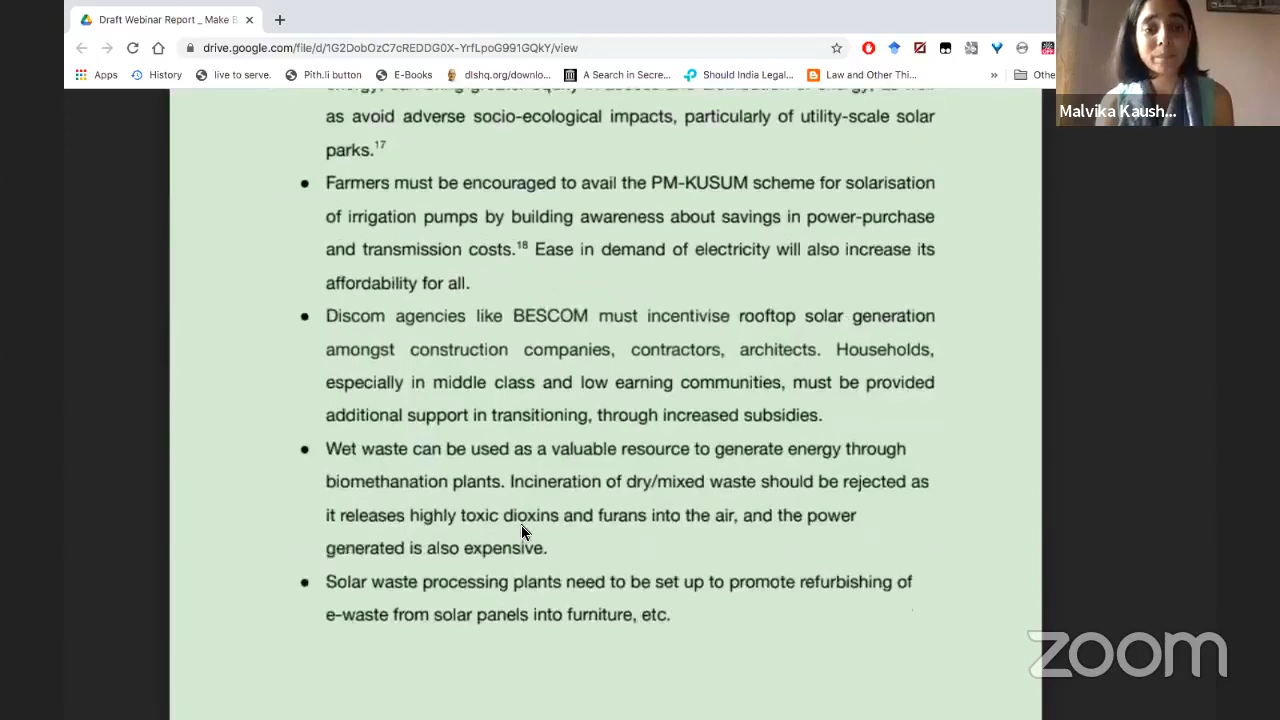 Draft Webinar Report _ Make B
drive.google.com/file/d/1G2DobOzC7cREDDG0X-YrfLpoG991GQkY/view
Apps History live to serve. Pith.li button E-Books dlshq.org/downlo... A Search in Secre... Should India Legal... Law and Other Thi... » Othe
Malvika Kaush...
as avoid adverse socio-ecological impacts, particularly of utility-scale solar
parks.17
● Farmers must be encouraged to avail the PM-KUSUM scheme for solarisation
of irrigation pumps by building awareness about savings in power-purchase
and transmission costs.18 Ease in demand of electricity will also increase its
affordability for all.
● Discom agencies like BESCOM must incentivise rooftop solar generation
amongst construction companies, contractors, architects. Households,
especially in middle class and low earning communities, must be provided
additional support in transitioning, through increased subsidies.
● Wet waste can be used as a valuable resource to generate energy through
biomethanation plants. Incineration of dry/mixed waste should be rejected as
it releases highly toxic dioxins and furans into the air, and the power
generated is also expensive.
● Solar waste processing plants need to be set up to promote refurbishing of
e-waste from solar panels into furniture, etc.
zoom